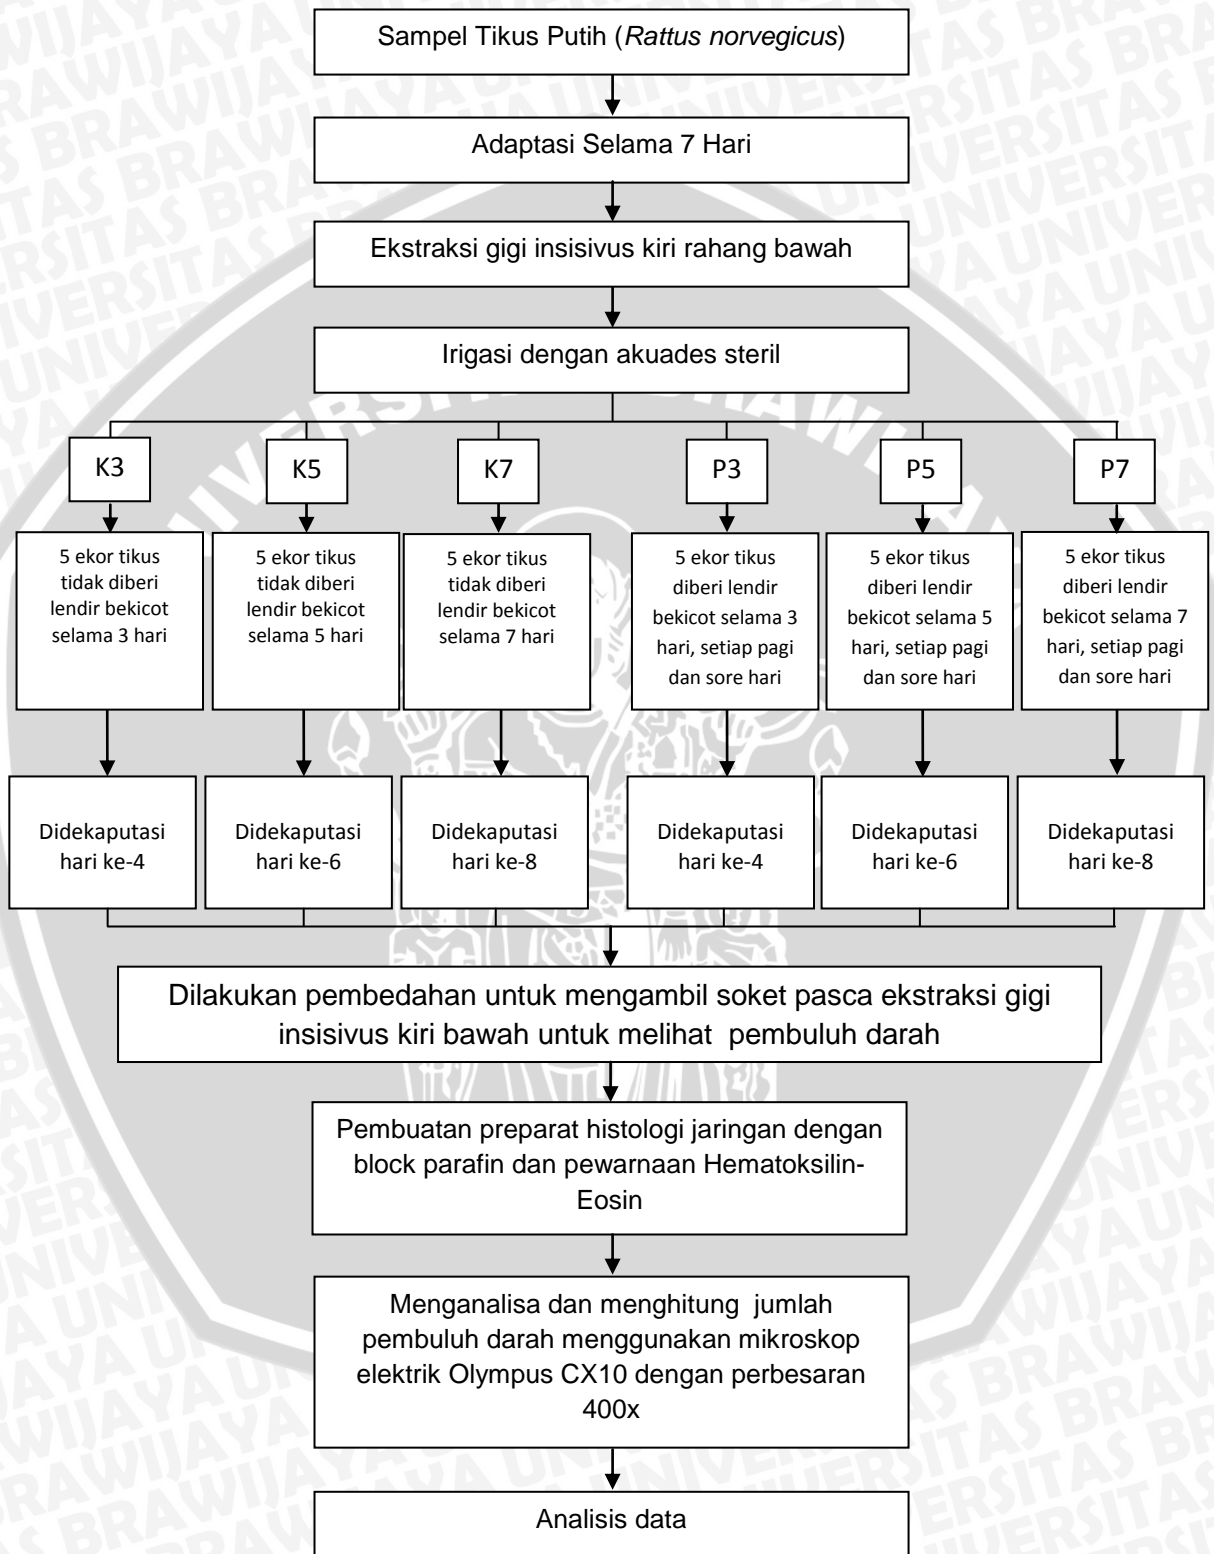 Sampel Tikus Putih (Rattus norvegicus)
Adaptasi Selama 7 Hari
Ekstraksi gigi insisivus kiri rahang bawah
Irigasi dengan akuades steril
K3
K5
K7
P3
P5
P7
5 ekor tikus
tidak diberi
lendir bekicot
selama 3 hari
5 ekor tikus
tidak diberi
lendir bekicot
selama 5 hari
5 ekor tikus
tidak diberi
lendir bekicot
selama 7 hari
5 ekor tikus
diberi lendir
bekicot selama 3
hari, setiap pagi
dan sore hari
5 ekor tikus
diberi lendir
bekicot selama 5
hari, setiap pagi
dan sore hari
5 ekor tikus
diberi lendir
bekicot selama 7
hari, setiap pagi
dan sore hari
Didekaputasi
hari ke-4
Didekaputasi
hari ke-6
Didekaputasi
hari ke-8
Didekaputasi
hari ke-4
Didekaputasi
hari ke-6
Didekaputasi
hari ke-8
Dilakukan pembedahan untuk mengambil soket pasca ekstraksi gigi
insisivus kiri bawah untuk melihat  pembuluh darah
Pembuatan preparat histologi jaringan dengan
block parafin dan pewarnaan Hematoksilin-
Eosin
Menganalisa dan menghitung  jumlah
pembuluh darah menggunakan mikroskop
elektrik Olympus CX10 dengan perbesaran
400x
Analisis data